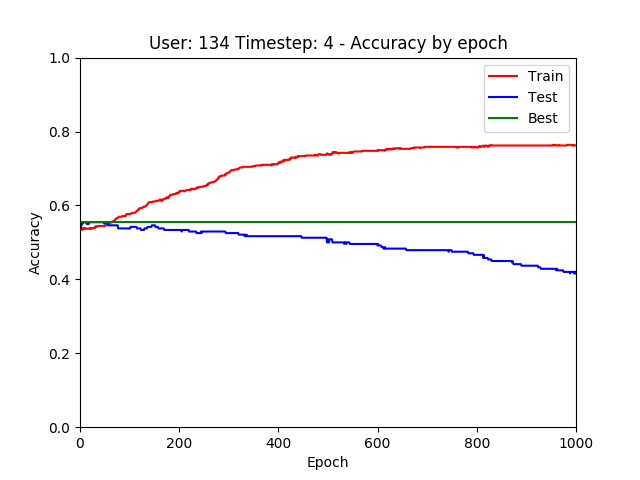 User: 134 Timestep: 4 - Accuracy by epoch
1.0
0.8
0.6
0.4
0.2
0.0
Accuracy
Train
Test
Best
0 200 400 600 800 1000
Epoch